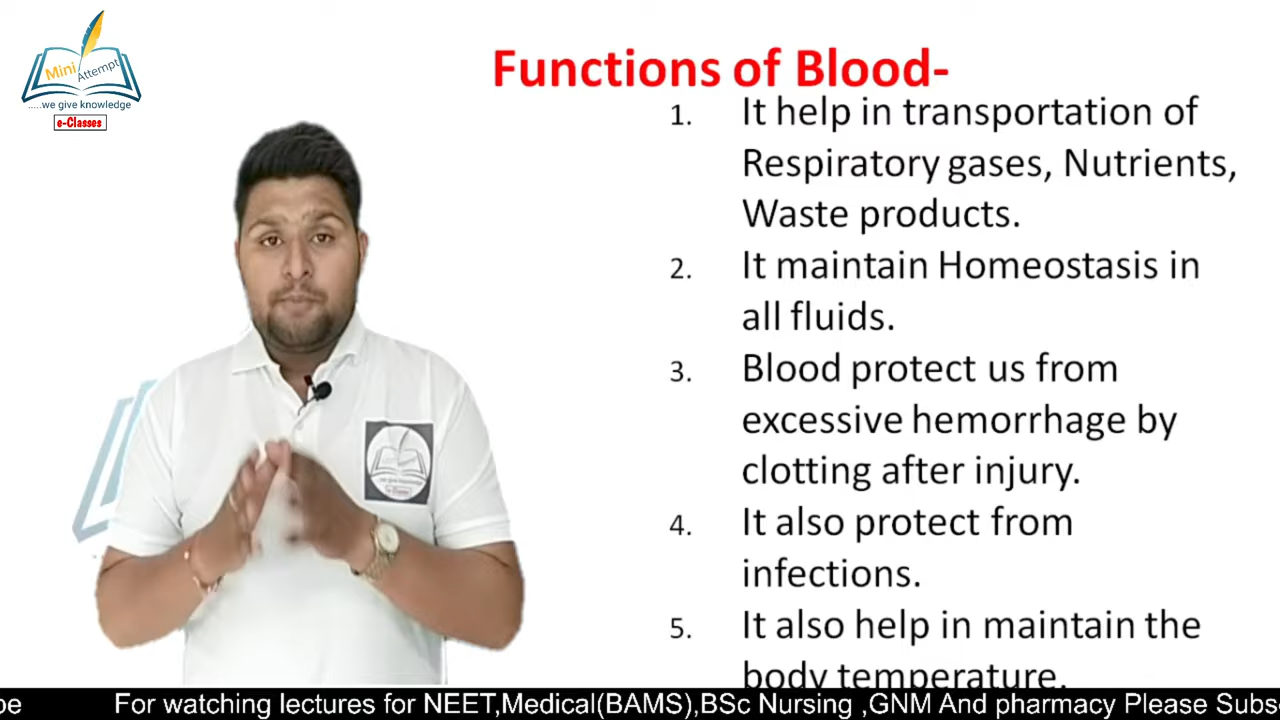 Mini Attempt
.....we give knowledge
e-Classes
Functions of Blood-
1. It help in transportation of
Respiratory gases, Nutrients,
Waste products.
2. It maintain Homeostasis in
all fluids.
3. Blood protect us from
excessive hemorrhage by
clotting after injury.
4. It also protect from
infections.
5. It also help in maintain the
body temperature.
For watching lectures for NEET,Medical(BAMS),BSc Nursing ,GNM And pharmacy Please